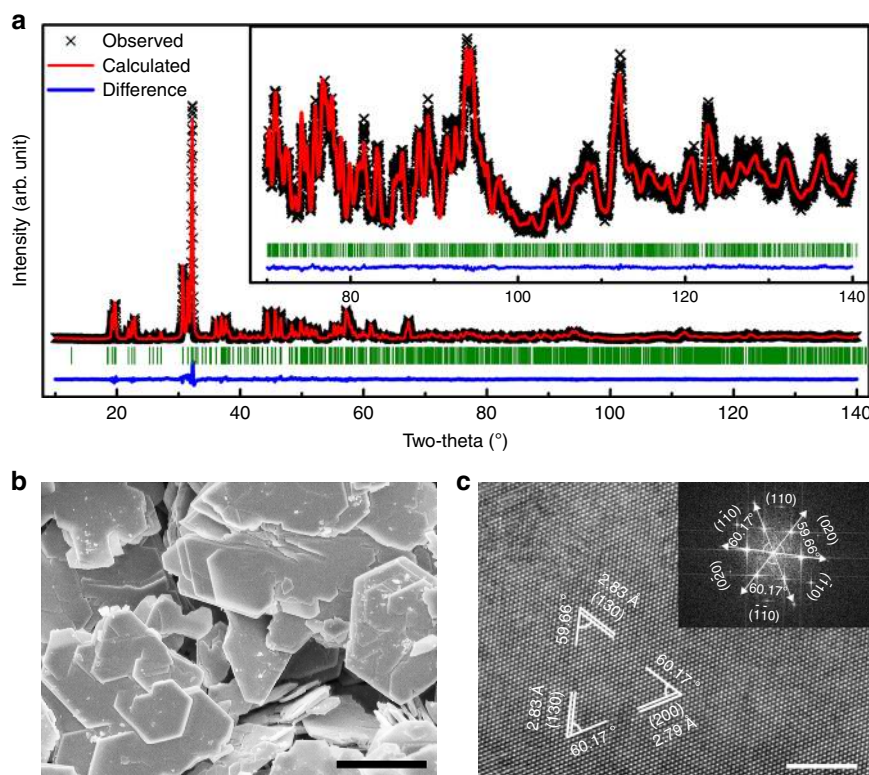 a
Observed
Calculated
Difference
Intensity (arb. unit)
80
100
120
140
20
40
60
80
100
120
140
Two-theta (°)
b
c
(110)
(020)
(11̄0)
60.17°
59.66°
(02̄0)
60.17°
(1̄10)
(1̄1̄0)
2.83 Å
(1̄30)
59.66°
60.17°
(200)
2.79 Å
2.83 Å
(130)
60.17°